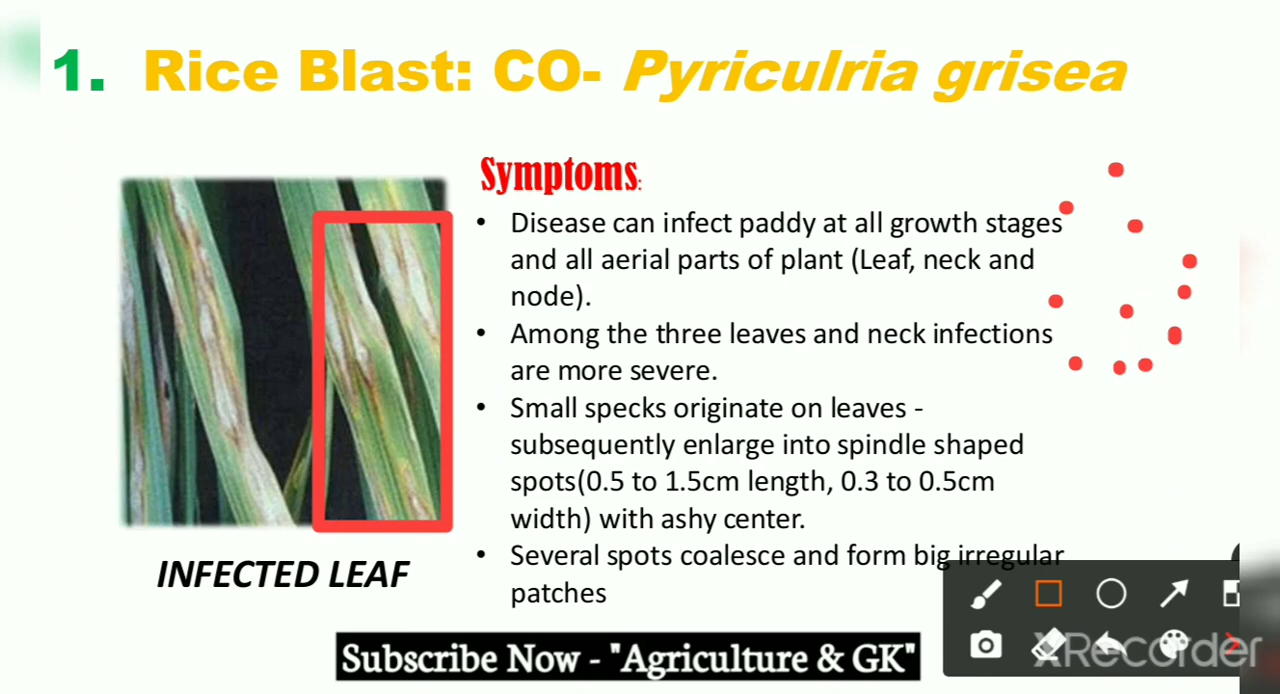 1. Rice Blast: CO- Pyriculria grisea
Symptoms:
• Disease can infect paddy at all growth stages
and all aerial parts of plant (Leaf, neck and
node).
• Among the three leaves and neck infections
are more severe.
• Small specks originate on leaves -
subsequently enlarge into spindle shaped
spots(0.5 to 1.5cm length, 0.3 to 0.5cm
width) with ashy center.
• Several spots coalesce and form big irregular
patches
INFECTED LEAF
Subscribe Now - "Agriculture & GK"
XRecorder